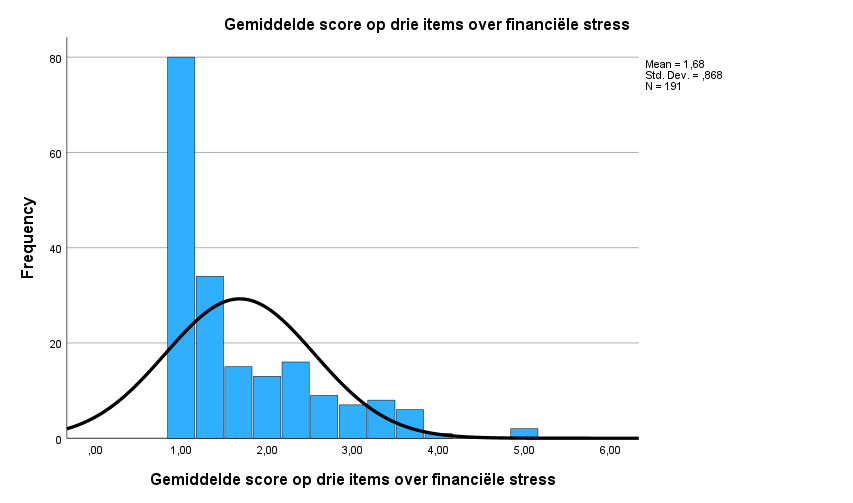 Gemiddelde score op drie items over financiële stress
Mean = 1,68
Std. Dev. = ,868
N = 191
Frequency
80
60
40
20
0
,00
1,00
2,00
3,00
4,00
5,00
6,00
Gemiddelde score op drie items over financiële stress